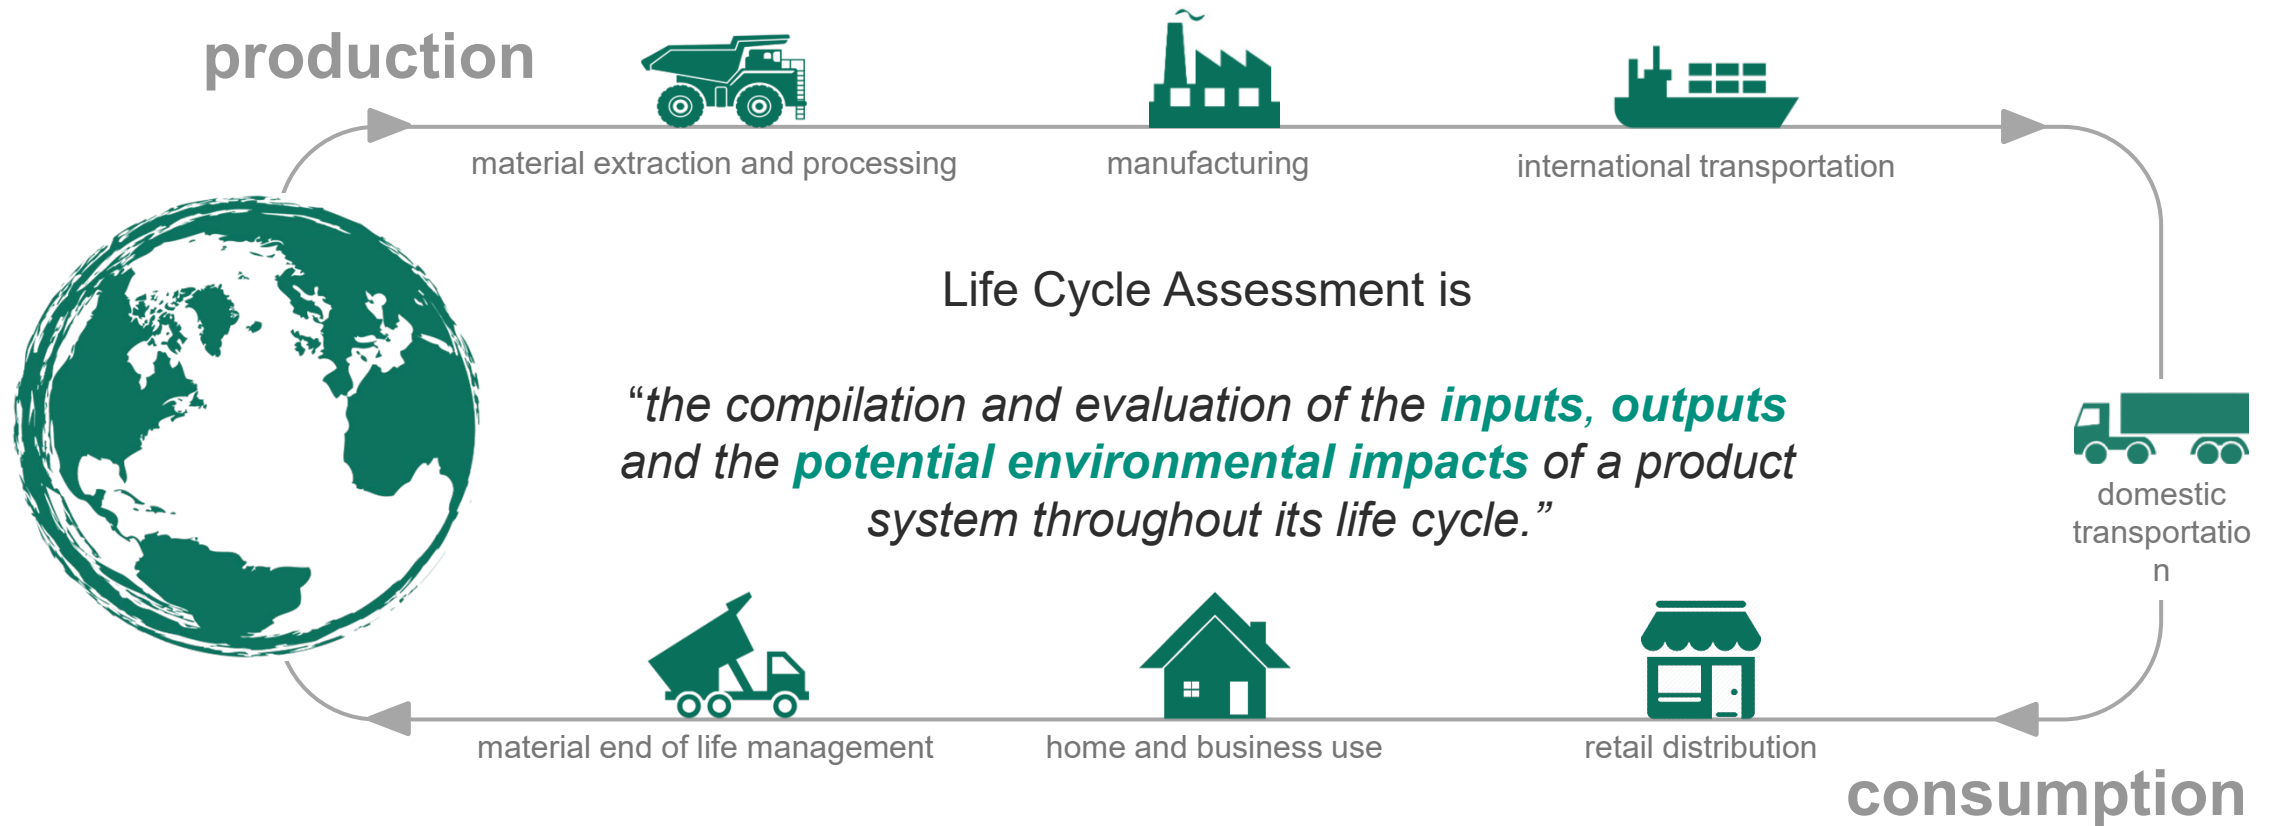 production
material extraction and processing
manufacturing
international transportation
Life Cycle Assessment is
“the compilation and evaluation of the inputs, outputs
and the potential environmental impacts of a product
system throughout its life cycle.”
domestic
transportatio
n
material end of life management
home and business use
retail distribution
consumption